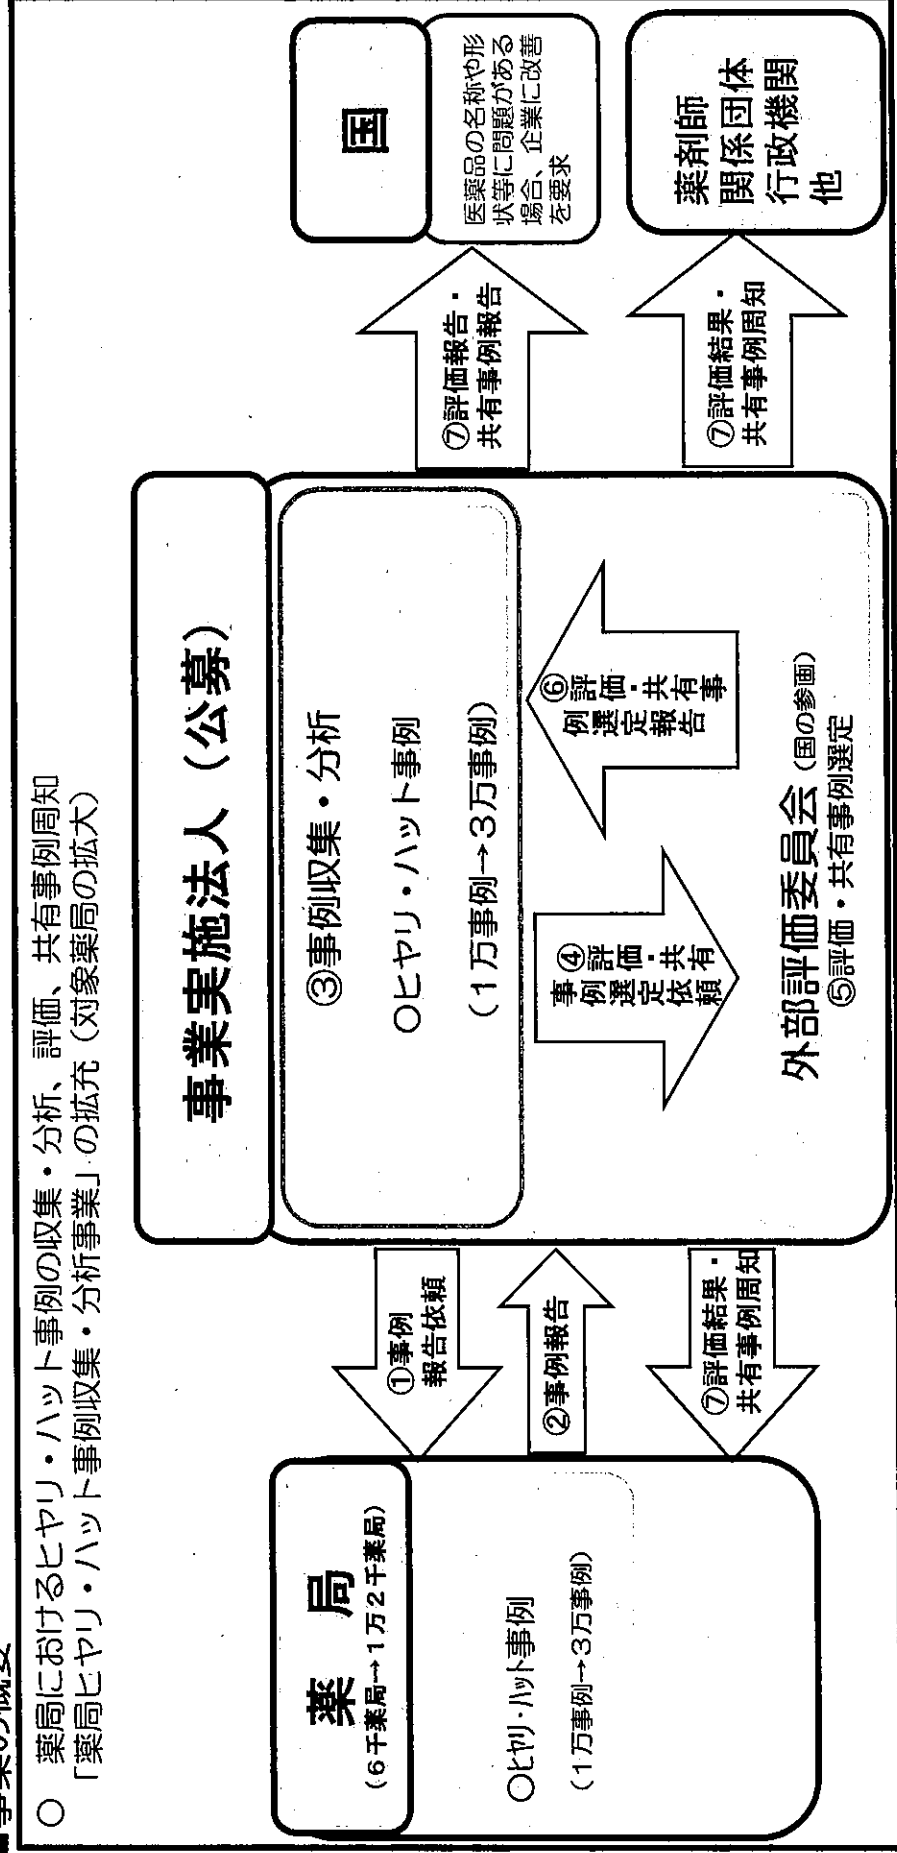 事業の概要
○ 薬局におけるヒヤリ・ハット事例の収集・分析、評価、共有事例周知
「薬局ヒヤリ・ハット事例収集・分析事業」の拡充（対象薬局の拡大）
薬 局
（6千薬局→1万2千薬局）
○ヒヤリ・ハット事例
（1万事例→3万事例）
①事例
報告依頼
②事例報告
⑦評価結果・
共有事例周知
事業実施法人（公募）
③事例収集・分析
○ヒヤリ・ハット事例
（1万事例→3万事例）
④評価・共有
事例選定依
頼
⑥評価・共有事
例選定報
告
外部評価委員会（国の参画）
⑤評価・共有事例選定
⑦評価報告・
共有事例報告
⑦評価結果・
共有事例周知
国
医薬品の名称や形
状等に問題がある
場合、企業に改善
を要求
薬剤師
関係団体
行政機関
他